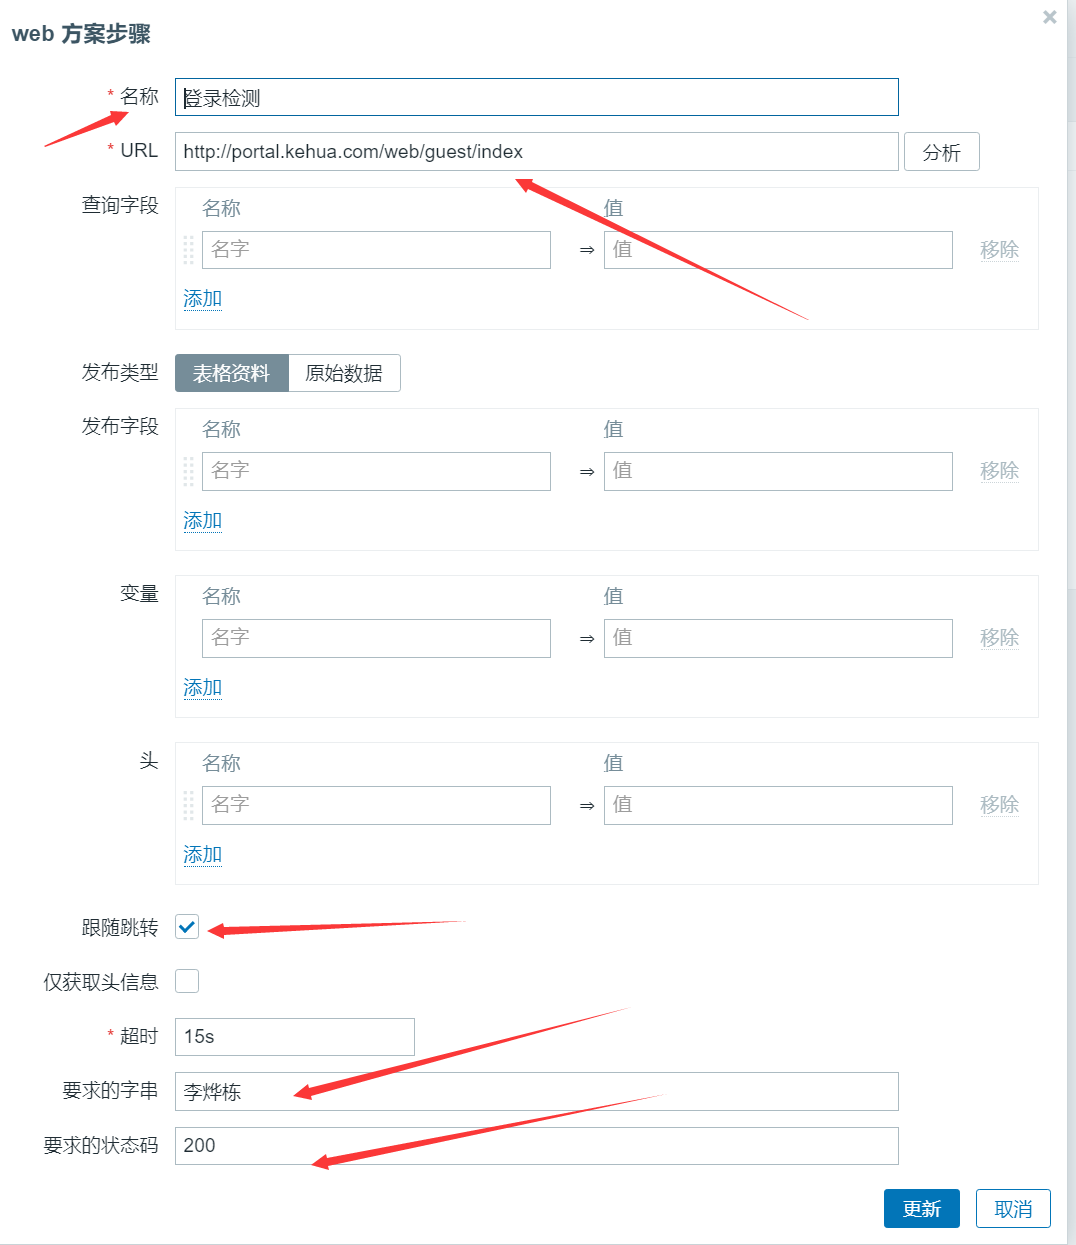 web 方案步骤
* 名称 登录检测
* URL http://portal.kehua.com/web/guest/index 分析
查询字段 名称 值
名字 ⇒ 值 移除
添加
发布类型 表格资料 原始数据
发布字段 名称 值
名字 ⇒ 值 移除
添加
变量 名称 值
名字 ⇒ 值 移除
添加
头 名称 值
名字 ⇒ 值 移除
添加
跟随跳转
仅获取头信息
* 超时 15s
要求的字串 李烨栋
要求的状态码 200
更新 取消